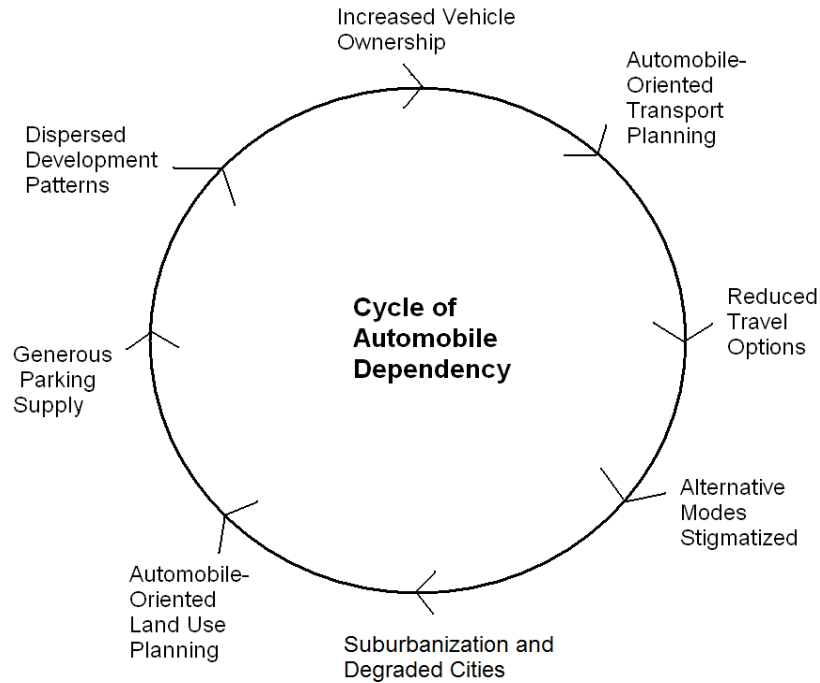 Increased Vehicle
Ownership
Automobile-
Oriented
Transport
Planning
Reduced
Travel
Options
Alternative
Modes
Stigmatized
Suburbanization and
Degraded Cities
Automobile-
Oriented
Land Use
Planning
Generous
Parking
Supply
Dispersed
Development
Patterns
Cycle of
Automobile
Dependency